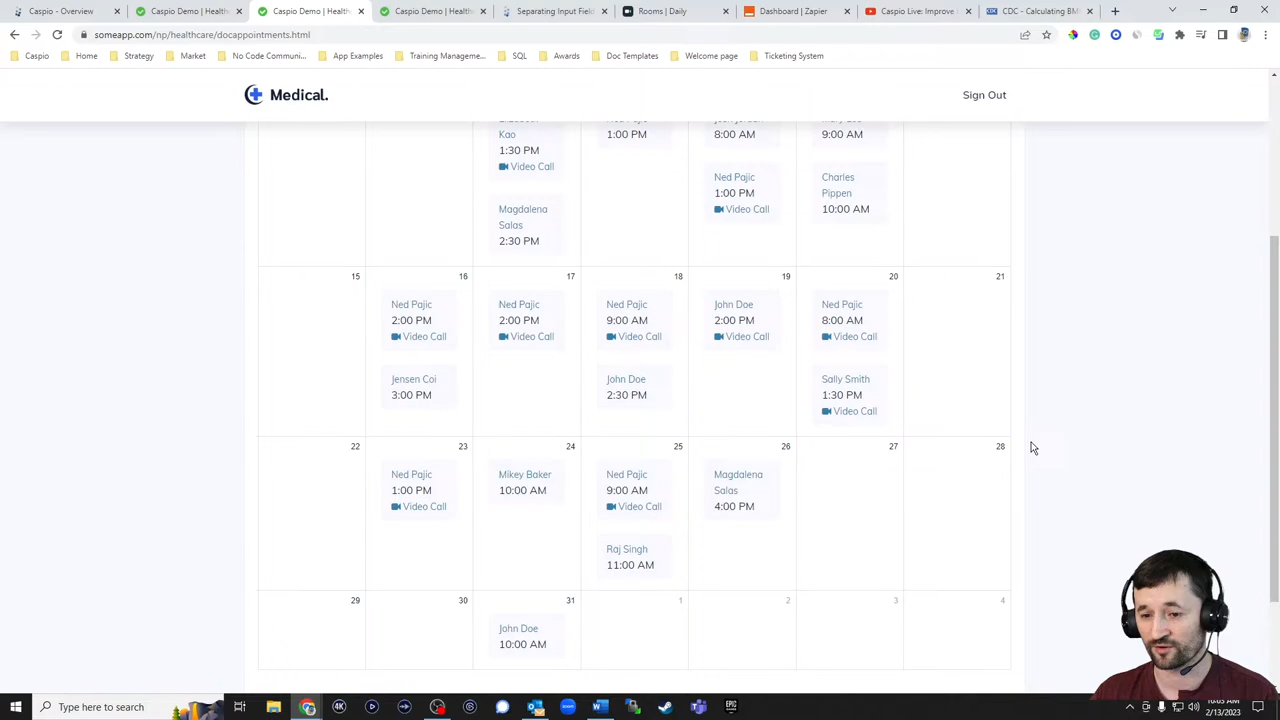 Caspio - Overview
Caspio Demo | Health
Caspio Demo | Health
Caspio Demo | Health
Separating Input Field
Rooms | Daily
Dashboard | Zapier
Caspio Live: Improve
CDC - Calculating BM
someapp.com/np/healthcare/docappointments.html
Caspio
Home
Strategy
Market
No Code Communi...
App Examples
Training Manageme...
SQL
Awards
Doc Templates
Welcome page
Ticketing System
Medical.
Sign Out
Kao
1:30 PM
Video Call
Magdalena
Salas
2:30 PM
1:00 PM
8:00 AM
Ned Pajic
1:00 PM
Video Call
9:00 AM
Charles
Pippen
10:00 AM
15
16
17
18
19
20
21
Ned Pajic
2:00 PM
Video Call
Jensen Coi
3:00 PM
Ned Pajic
2:00 PM
Video Call
Ned Pajic
9:00 AM
Video Call
John Doe
2:30 PM
John Doe
2:00 PM
Video Call
Ned Pajic
8:00 AM
Video Call
Sally Smith
1:30 PM
Video Call
22
23
24
25
26
27
28
Ned Pajic
1:00 PM
Video Call
Mikey Baker
10:00 AM
Ned Pajic
9:00 AM
Video Call
Raj Singh
11:00 AM
Magdalena
Salas
4:00 PM
29
30
31
1
2
3
4
John Doe
10:00 AM
Type here to search
4K
EPIC
10:05 AM
2/13/2023